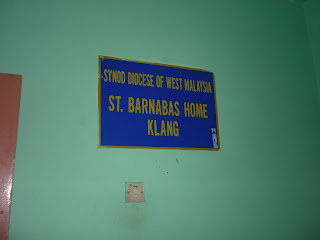 SYNOD DIOCESE OF WEST MALAYSIA
ST. BARNABAS HOME
KLANG